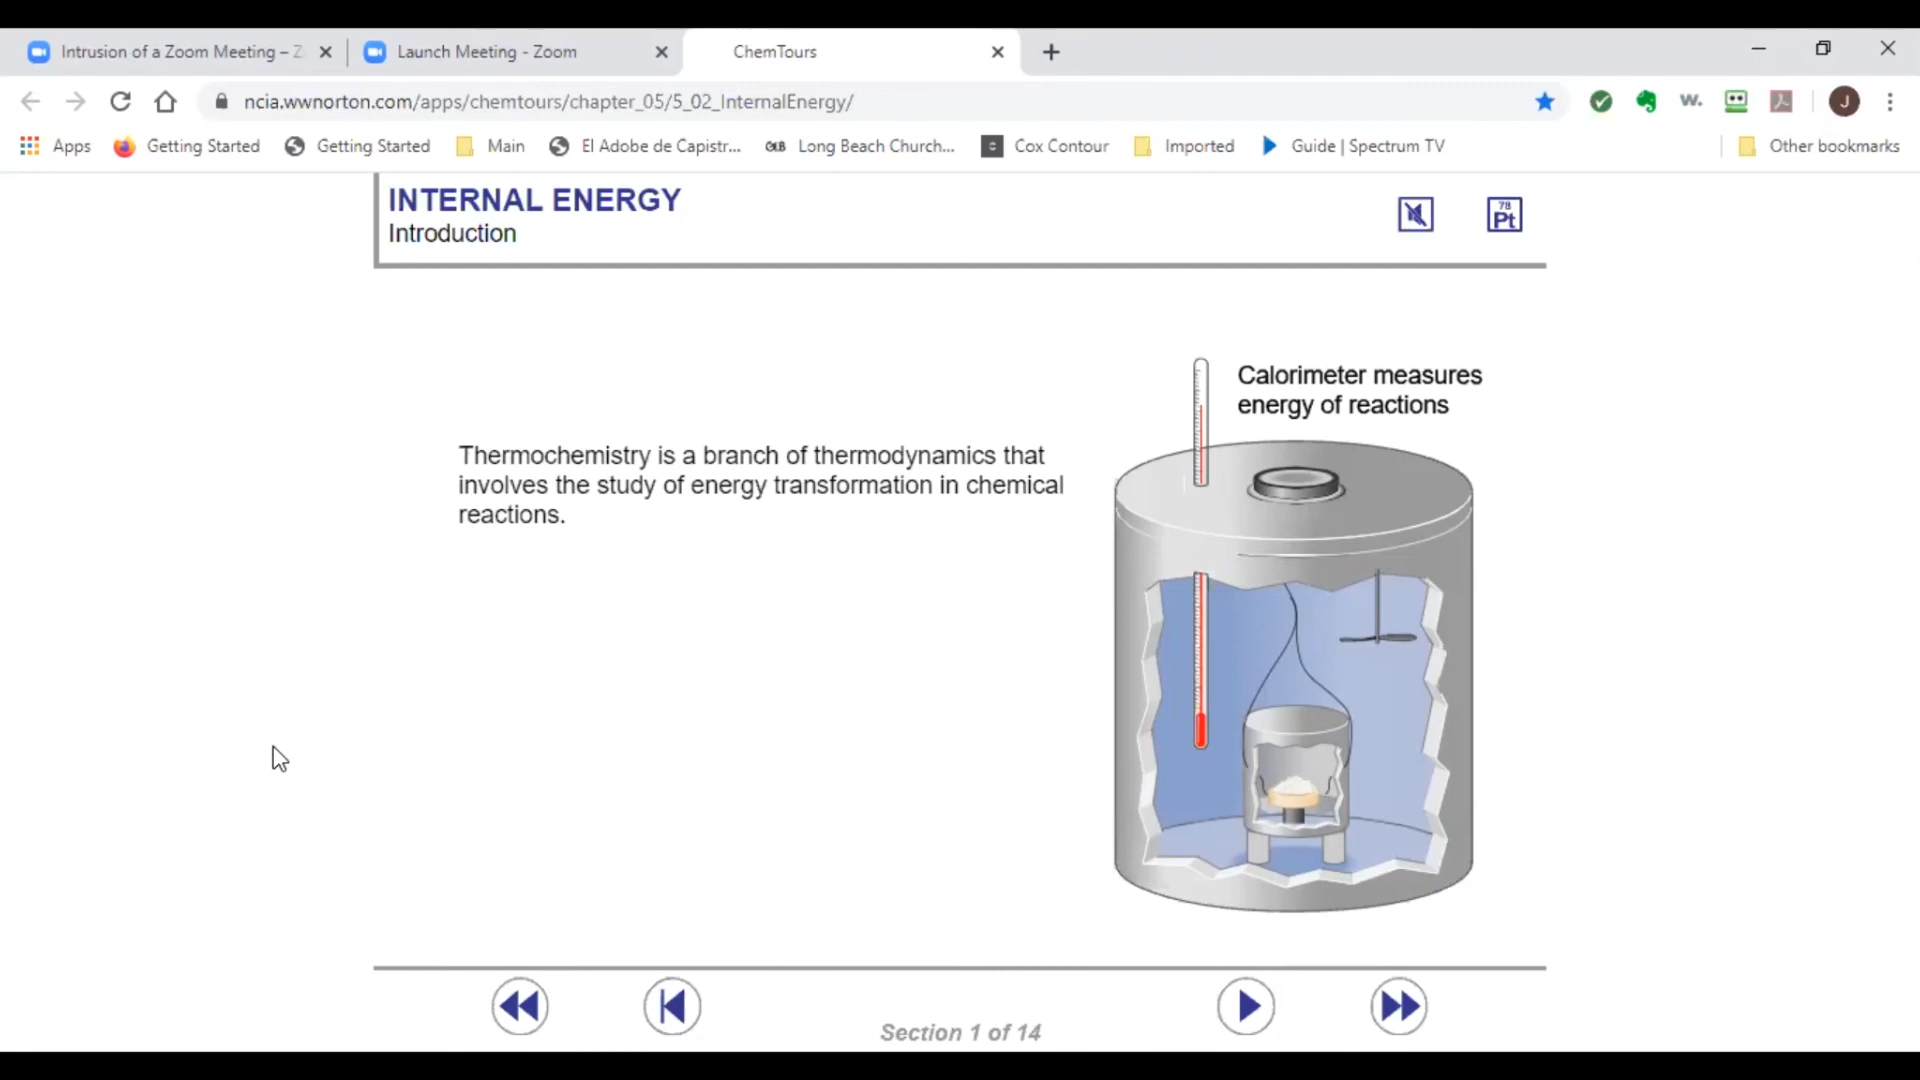 Intrusion of a Zoom Meeting – Z
Launch Meeting - Zoom
ChemTours
ncia.wwnorton.com/apps/chemtours/chapter_05/5_02_InternalEnergy/
w.
J
Apps
Getting Started
Getting Started
Main
El Adobe de Capistr...
Long Beach Church...
C
Cox Contour
Imported
Guide | Spectrum TV
Other bookmarks
INTERNAL ENERGY
Introduction
78
Pt
Calorimeter measures
energy of reactions
Thermochemistry is a branch of thermodynamics that
involves the study of energy transformation in chemical
reactions.
Section 1 of 14